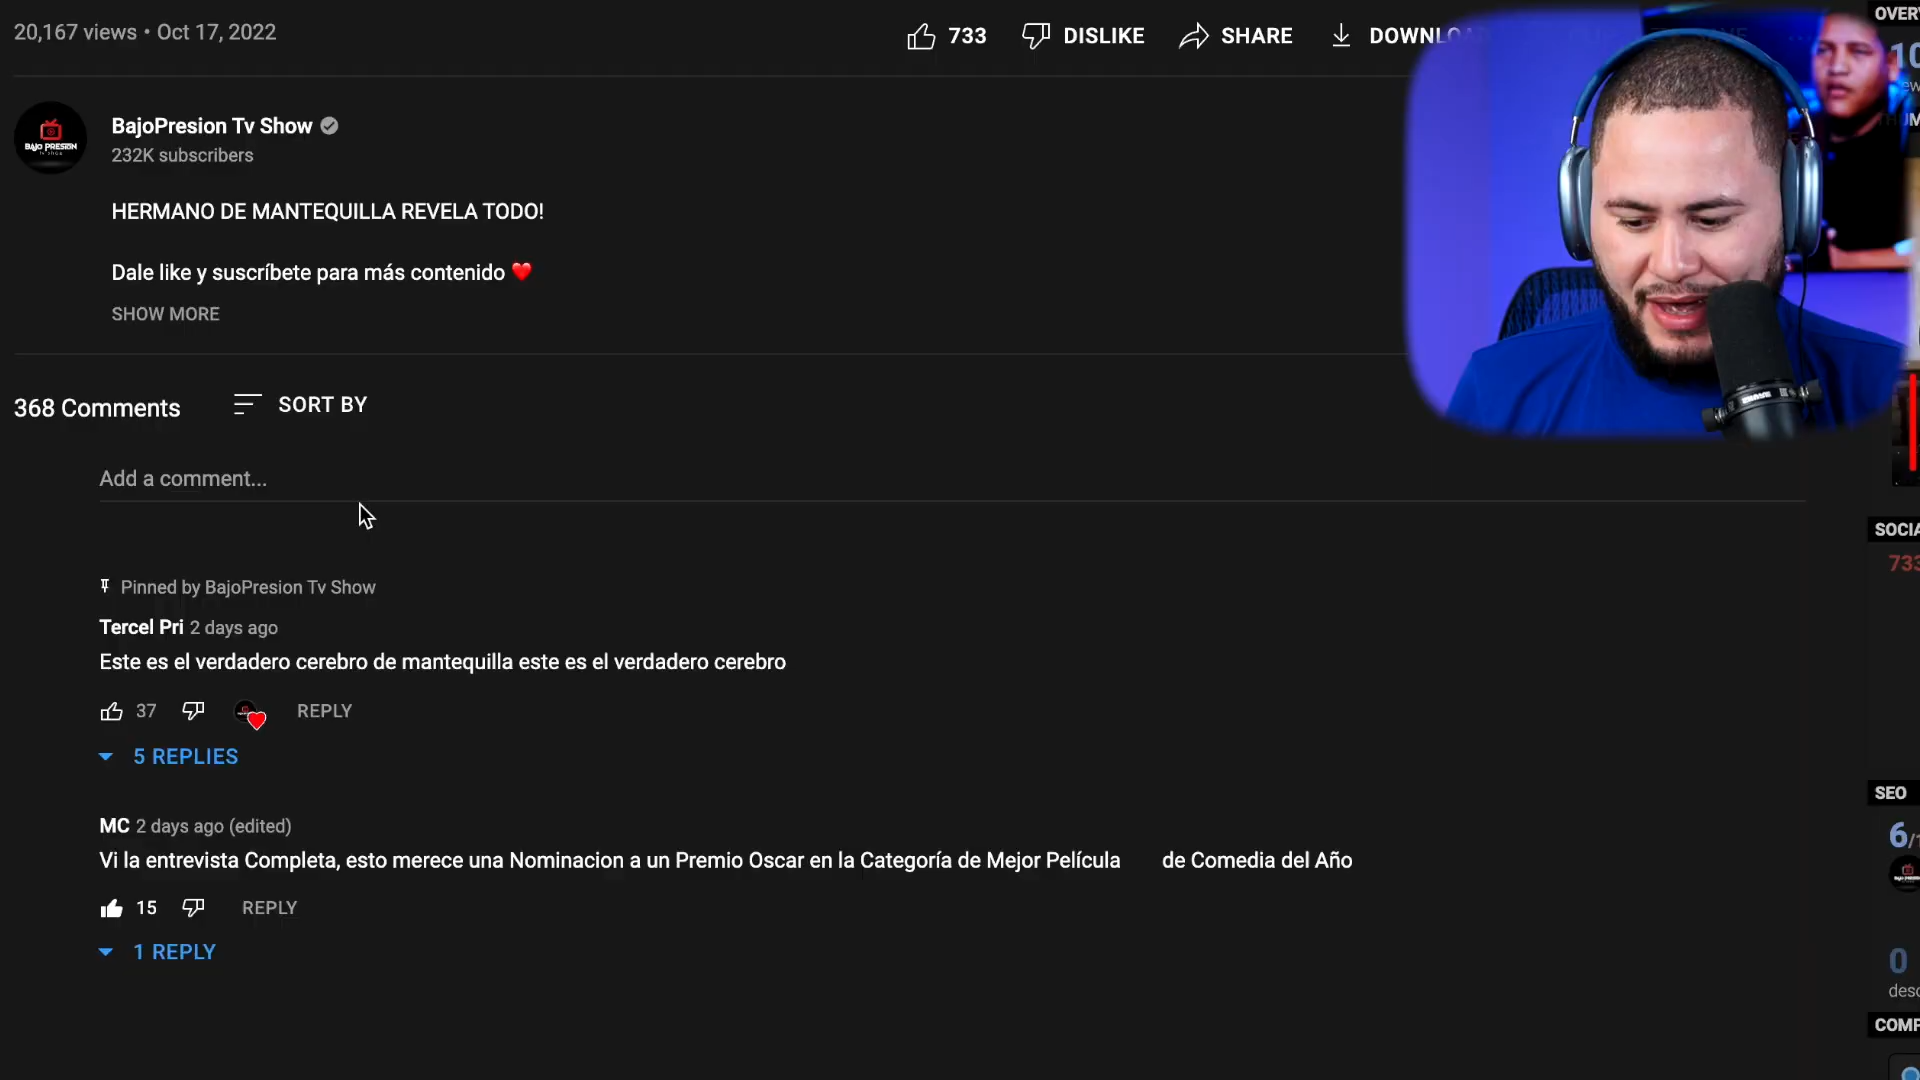 20,167 views • Oct 17, 2022
733
DISLIKE
SHARE
BajoPresion Tv Show
232K subscribers
BAJO PRESION
HERMANO DE MANTEQUILLA REVELA TODO!
Dale like y suscríbete para más contenido ❤️
SHOW MORE
368 Comments
SORT BY
Add a comment...
Pinned by BajoPresion Tv Show
Tercel Pri 2 days ago
Este es el verdadero cerebro de mantequilla este es el verdadero cerebro
37
REPLY
5 REPLIES
MC 2 days ago (edited)
Vi la entrevista Completa, esto merece una Nominacion a un Premio Oscar en la Categoría de Mejor Película de Comedia del Año
15
REPLY
1 REPLY
733
SEO
6/
0